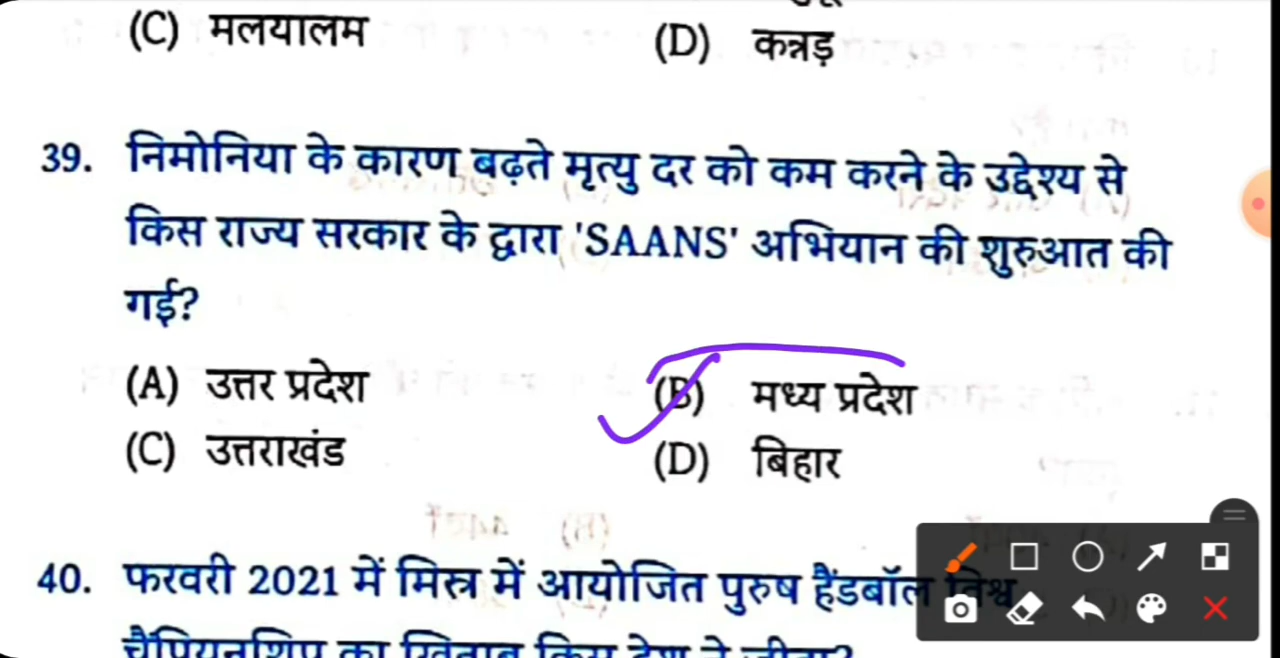 (C) मलयालम (D) कन्नड़
39. निमोनिया के कारण बढ़ते मृत्यु दर को कम करने के उद्देश्य से
किस राज्य सरकार के द्वारा 'SAANS' अभियान की शुरुआत की
गई?
(A) उत्तर प्रदेश (B) मध्य प्रदेश
(C) उत्तराखंड (D) बिहार
40. फरवरी 2021 में मिस्र में आयोजित पुरुष हैंडबॉल विश्व
चैंपियनशिप का खिताब किस देश ने जीता?